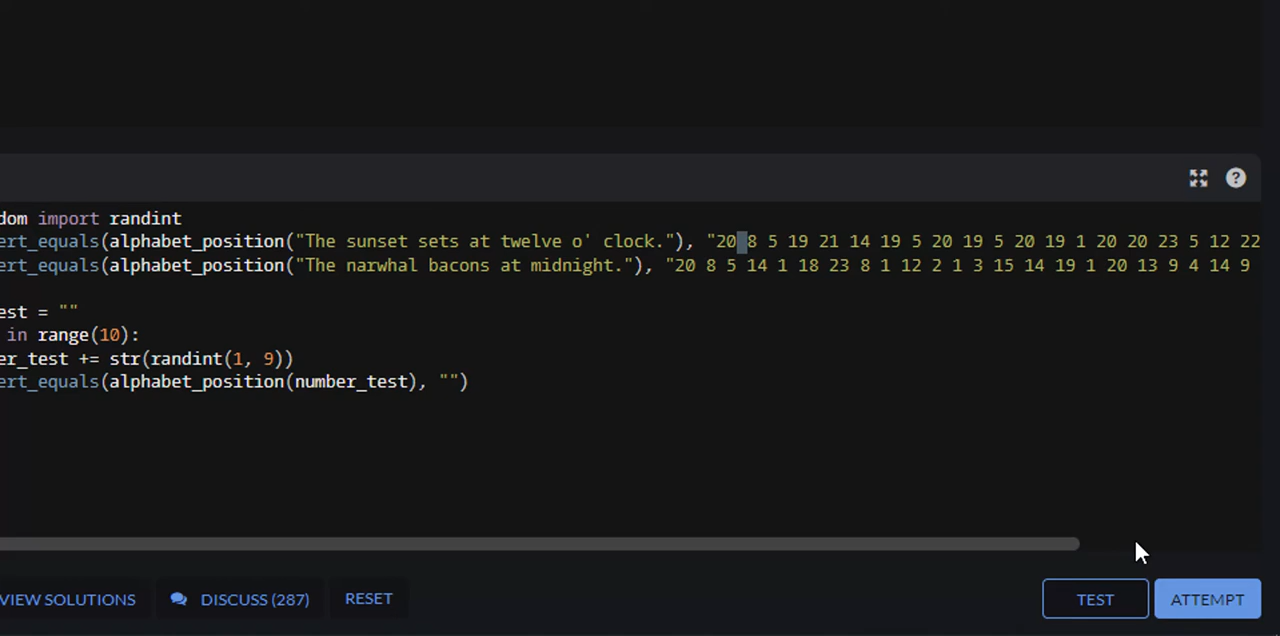 dom import randint
ert_equals(alphabet_position("The sunset sets at twelve o' clock."), "20 8 5 19 21 14 19 5 20 19 5 20 19 1 20 20 23 5 12 22
ert_equals(alphabet_position("The narwhal bacons at midnight."), "20 8 5 14 1 18 23 8 1 12 2 1 3 15 14 19 1 20 13 9 4 14 9
est = ""
in range(10):
er_test += str(randint(1, 9))
ert_equals(alphabet_position(number_test), "")
VIEW SOLUTIONS DISCUSS (287) RESET TEST ATTEMPT